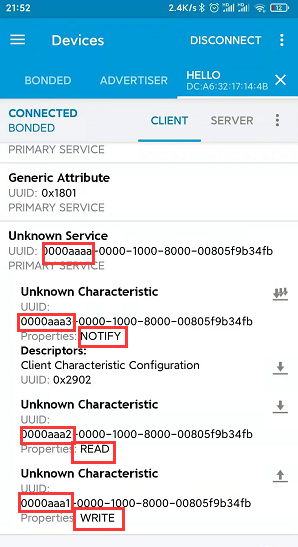 21:52
2.4K/s
12
Devices
DISCONNECT
BONDED
ADVERTISER
HELLO
DC:A6:32:17:14:4B
CONNECTED
BONDED
CLIENT
SERVER
PRIMARY SERVICE
Generic Attribute
UUID: 0x1801
PRIMARY SERVICE
Unknown Service
UUID: 0000aaaa-0000-1000-8000-00805f9b34fb
PRIMARY SERVICE
Unknown Characteristic
UUID:
0000aaa3-0000-1000-8000-00805f9b34fb
Properties: NOTIFY
Descriptors:
Client Characteristic Configuration
UUID: 0x2902
Unknown Characteristic
UUID:
0000aaa2-0000-1000-8000-00805f9b34fb
Properties: READ
Unknown Characteristic
UUID:
0000aaa1-0000-1000-8000-00805f9b34fb
Properties: WRITE